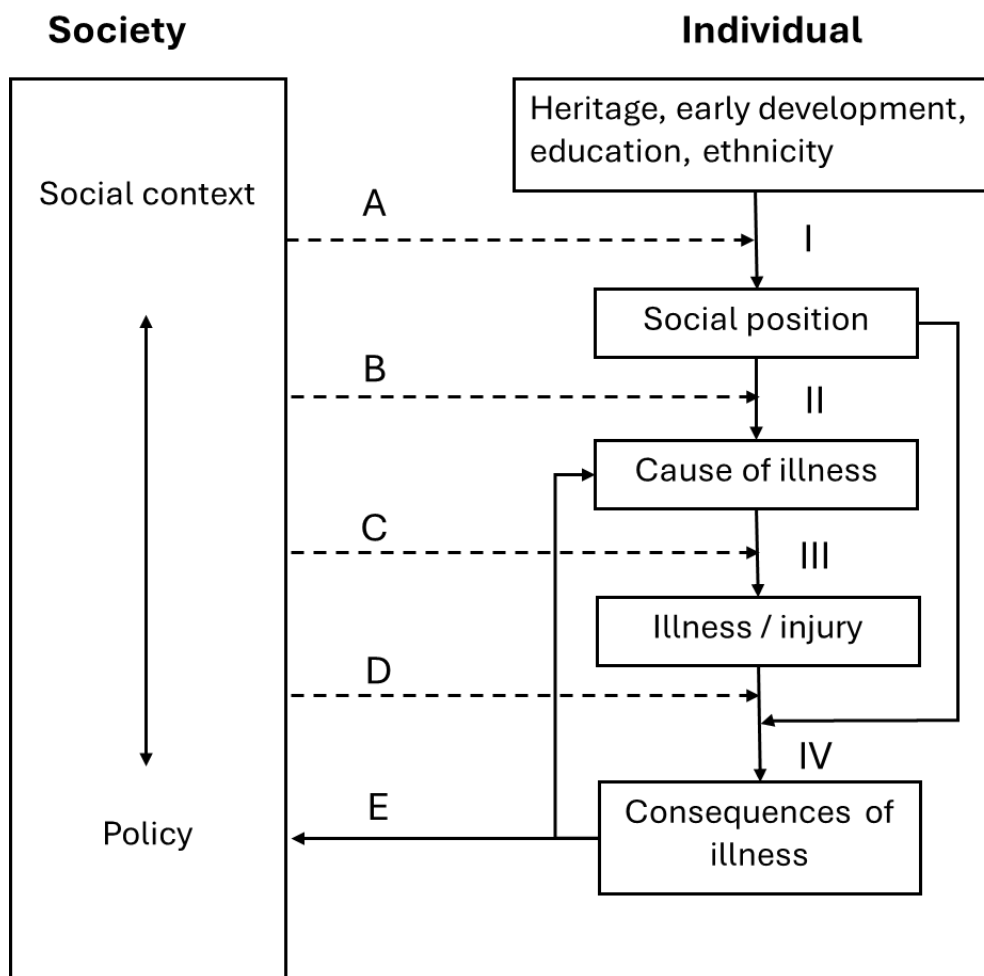 Society
Individual
Heritage, early development,
education, ethnicity
Social context
A
I
Social position
B
II
Cause of illness
C
III
Illness / injury
D
IV
E
Policy
Consequences of
illness